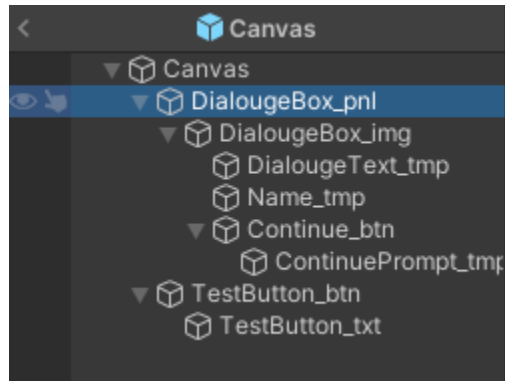 Canvas
Canvas
DialougeBox_pnl
DialougeBox_img
DialougeText_tmp
Name_tmp
Continue_btn
ContinuePrompt_tmp
TestButton_btn
TestButton_txt